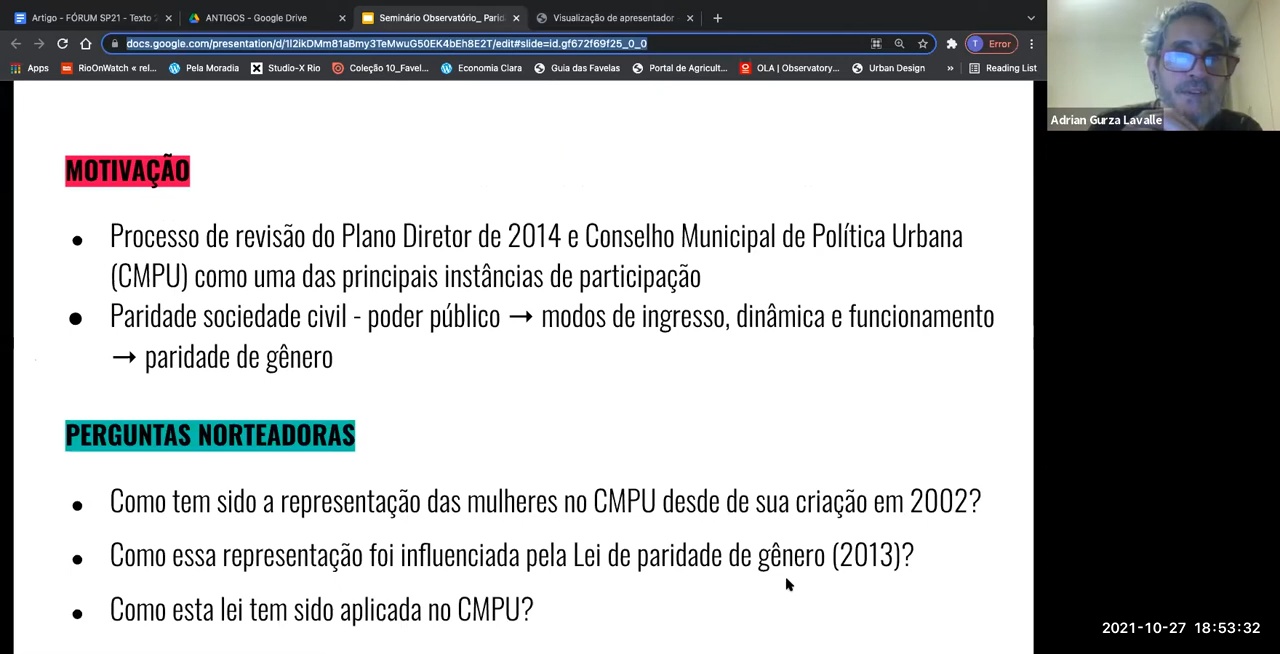 Artigo - FÓRUM SP21 - Texto 2
ANTIGOS - Google Drive
Seminário Observatório_ Parid
Visualização de apresentador
docs.google.com/presentation/d/1I2ikDMm81aBmy3TeMwuG50EK4bEh8E2T/edit#slide=id.gf672f69f25_0_0
T Error
Apps
RioOnWatch « rel...
Pela Moradia
Studio-X Rio
Coleção 10_Favel...
Economia Clara
Guia das Favelas
Portal de Agricult...
OLA | Observatory...
Urban Design
»
Reading List
Adrian Gurza Lavalle
MOTIVAÇÃO
● Processo de revisão do Plano Diretor de 2014 e Conselho Municipal de Política Urbana
(CMPU) como uma das principais instâncias de participação
● Paridade sociedade civil - poder público → modos de ingresso, dinâmica e funcionamento
→ paridade de gênero
PERGUNTAS NORTEADORAS
● Como tem sido a representação das mulheres no CMPU desde de sua criação em 2002?
● Como essa representação foi influenciada pela Lei de paridade de gênero (2013)?
● Como esta lei tem sido aplicada no CMPU?
2021-10-27 18:53:32